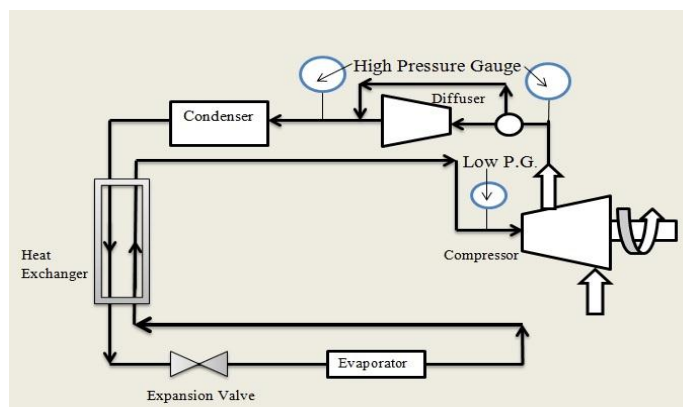 High Pressure Gauge
Diffuser
Condenser
Low P.G.
Compressor
Heat
Exchanger
Evaporator
Expansion Valve